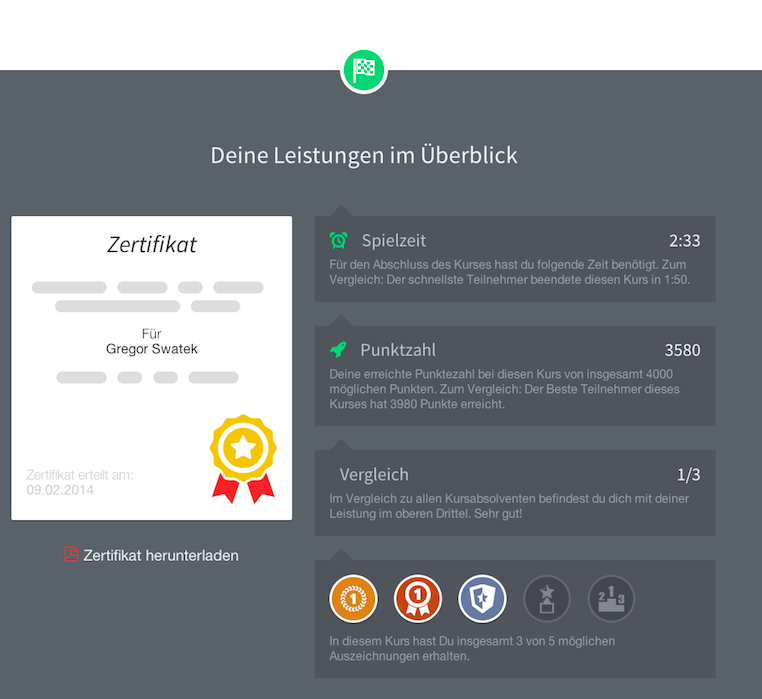 Deine Leistungen im Überblick
Zertifikat
Für
Gregor Swatek
Zertifikat erteilt am:
09.02.2014
Zertifikat herunterladen
Spielzeit 2:33
Für den Abschluss des Kurses hast du folgende Zeit benötigt. Zum
Vergleich: Der schnellste Teilnehmer beendete diesen Kurs in 1:50.
Punktzahl 3580
Deine erreichte Punktezahl bei diesen Kurs von insgesamt 4000
möglichen Punkten. Zum Vergleich: Der Beste Teilnehmer dieses
Kurses hat 3980 Punkte erreicht.
Vergleich 1/3
Im Vergleich zu allen Kursabsolventen befindest du dich mit deiner
Leistung im oberen Drittel. Sehr gut!
1 1 2 1 3
In diesem Kurs hast Du insgesamt 3 von 5 möglichen
Auszeichnungen erhalten.